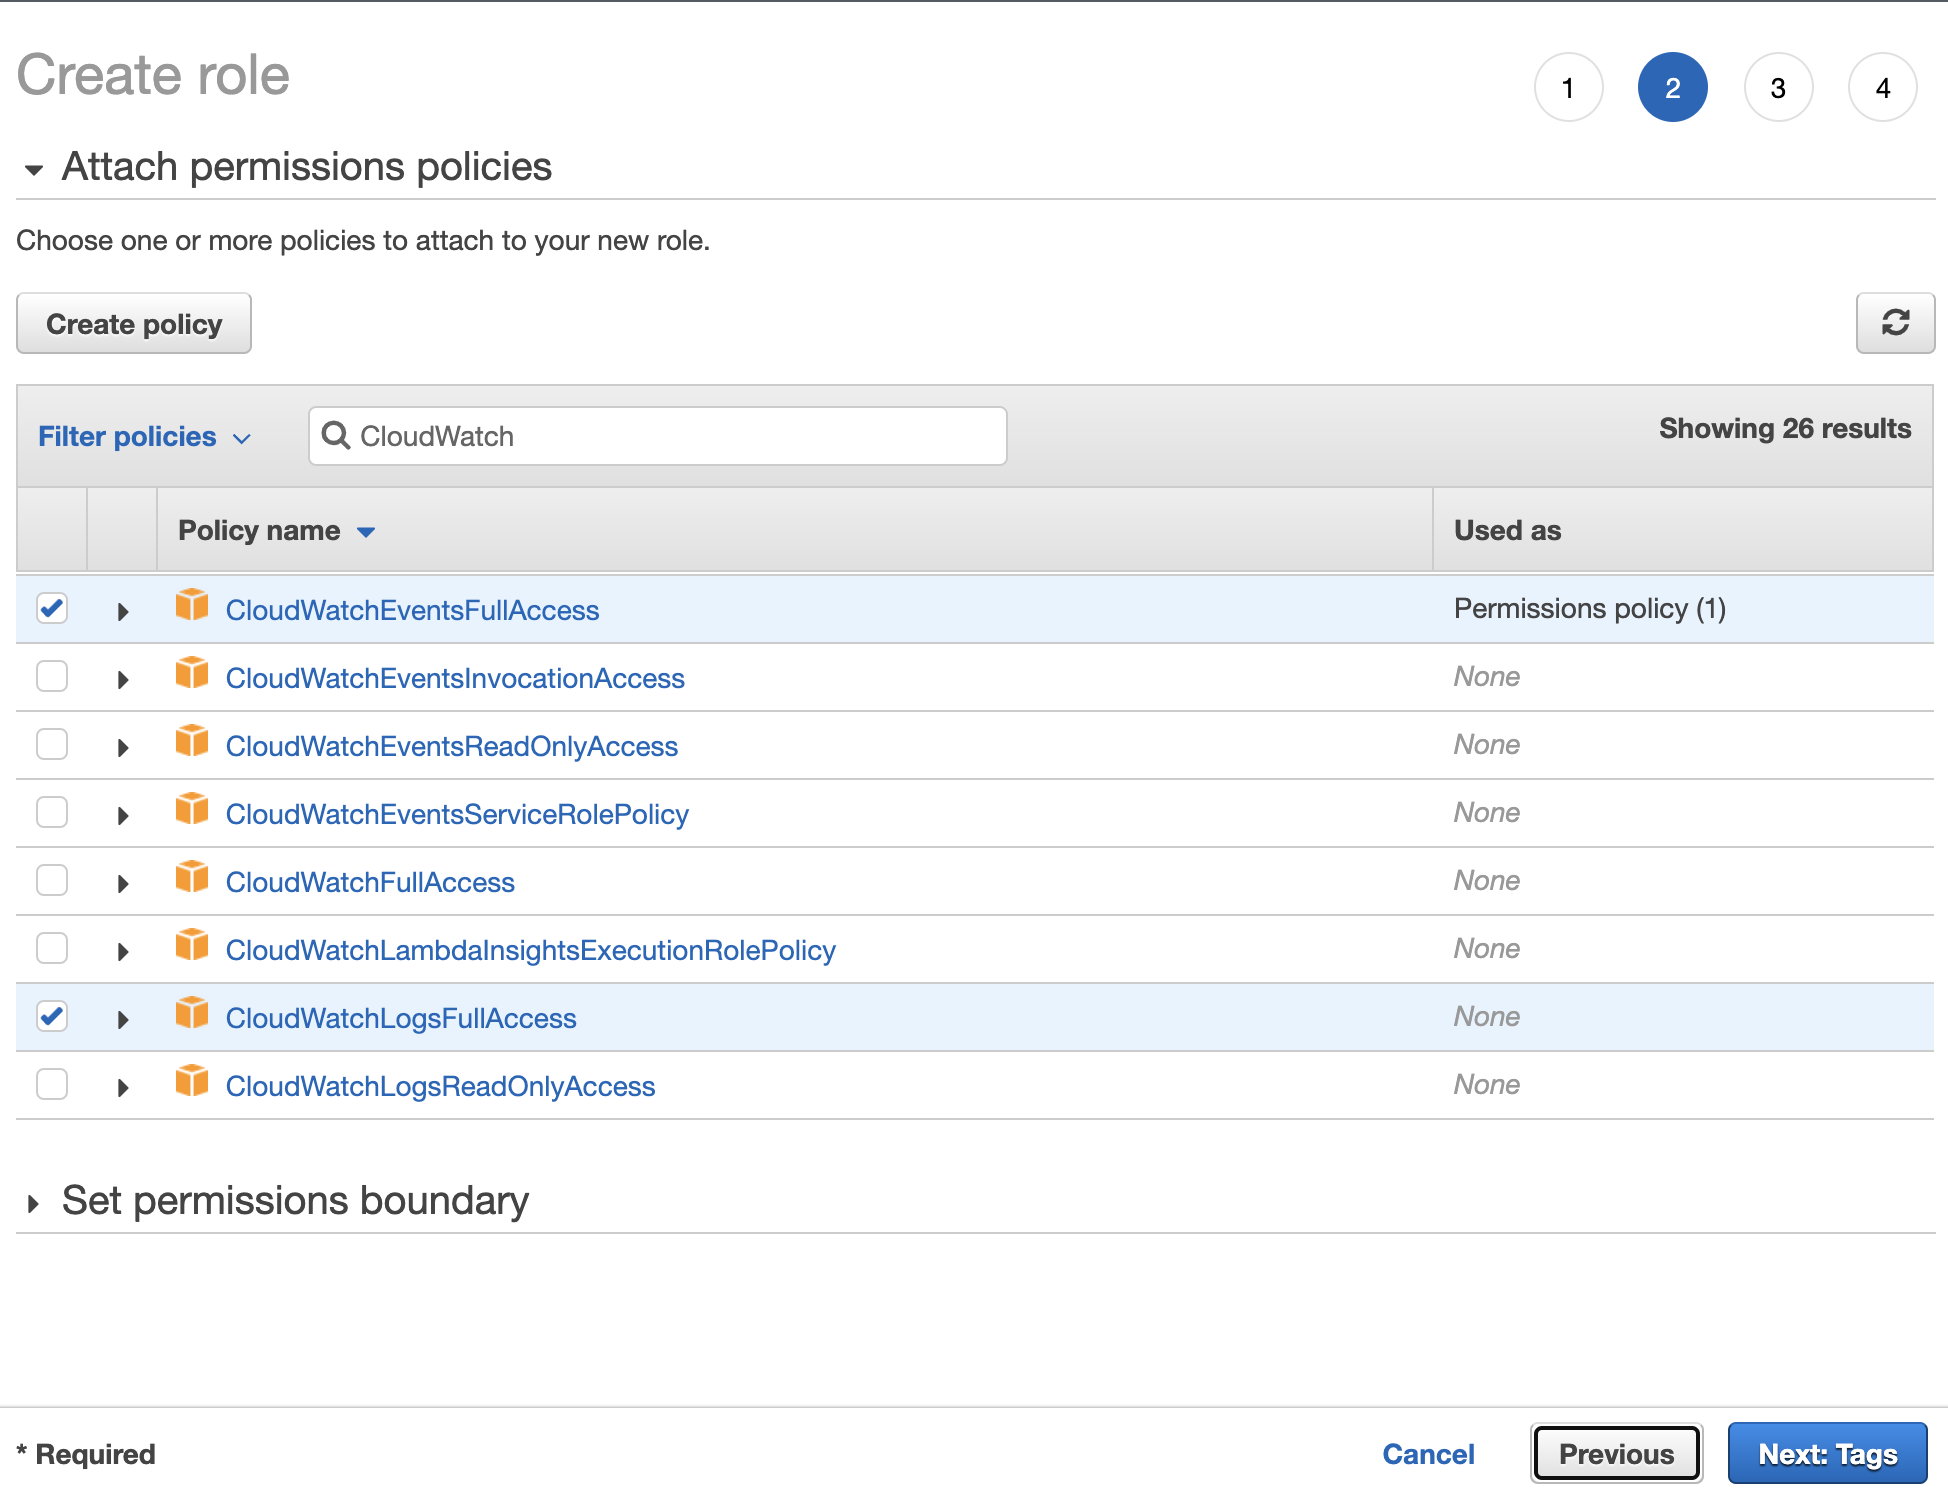 Create role
1 2 3 4
Attach permissions policies
Choose one or more policies to attach to your new role.
Create policy
Filter policies CloudWatch Showing 26 results
Policy name Used as
CloudWatchEventsFullAccess Permissions policy (1)
CloudWatchEventsInvocationAccess None
CloudWatchEventsReadOnlyAccess None
CloudWatchEventsServiceRolePolicy None
CloudWatchFullAccess None
CloudWatchLambdaInsightsExecutionRolePolicy None
CloudWatchLogsFullAccess None
CloudWatchLogsReadOnlyAccess None
Set permissions boundary
* Required Cancel Previous Next: Tags